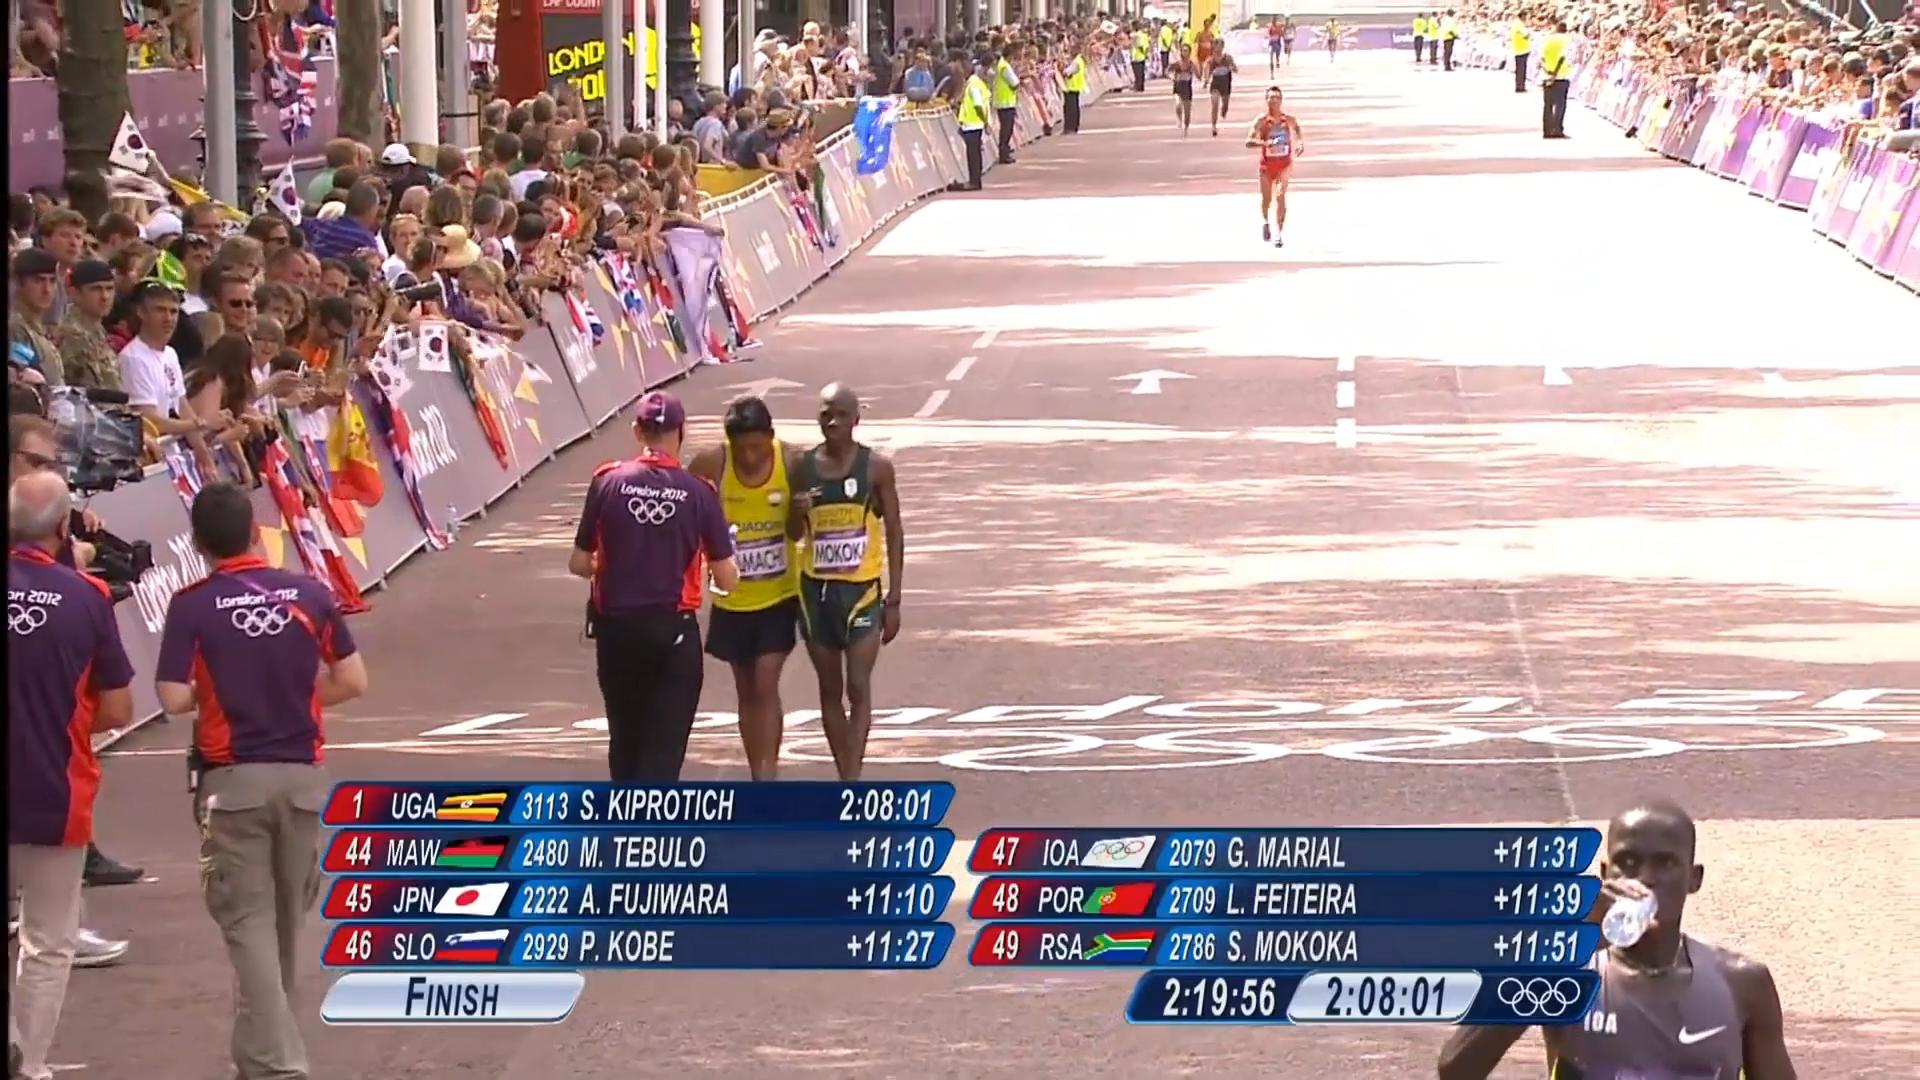 LONDON
London 2012
London 2012
on 2012
MOKOKA
SOUTH
AFRICA
London 20
1 UGA 3113 S. KIPROTICH 2:08:01
44 MAW 2480 M. TEBULO +11:10
45 JPN 2222 A. FUJIWARA +11:10
46 SLO 2929 P. KOBE +11:27
47 IOA 2079 G. MARIAL +11:31
48 POR 2709 L. FEITEIRA +11:39
49 RSA 2786 S. MOKOKA +11:51
FINISH
2:19:56 2:08:01
IOA